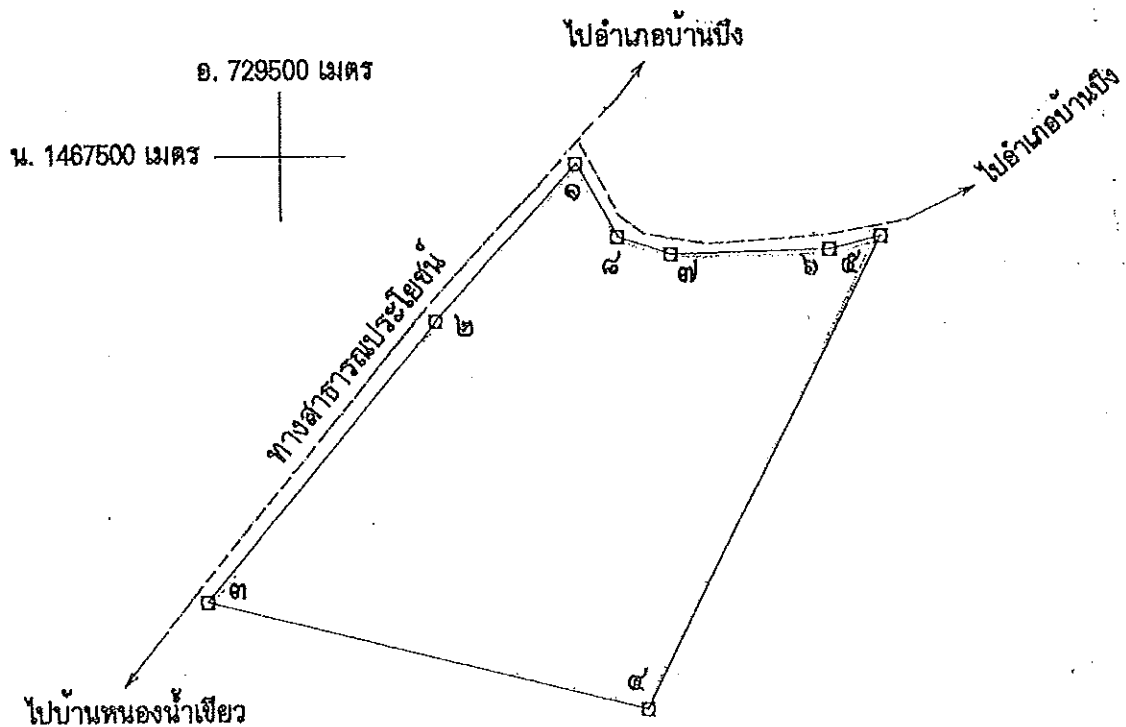 ไปอำเภอบ้านบึง
อ. 729500 เมตร
น. 1467500 เมตร
ไปอำเภอบ้านบึง
๑
๘
๗
๖
๕
ทางสาธารณประโยชน์
๒
๓
๔
ไปบ้านหนองน้ำเขียว